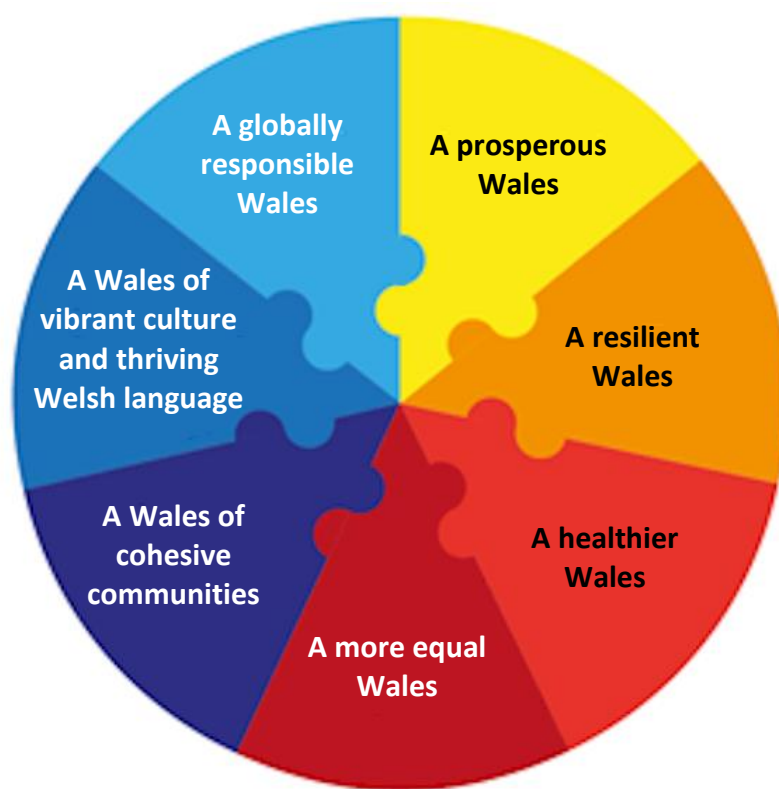 A prosperous
Wales
A resilient
Wales
A healthier
Wales
A more equal
Wales
A Wales of
cohesive
communities
A Wales of
vibrant culture
and thriving
Welsh language
A globally
responsible
Wales